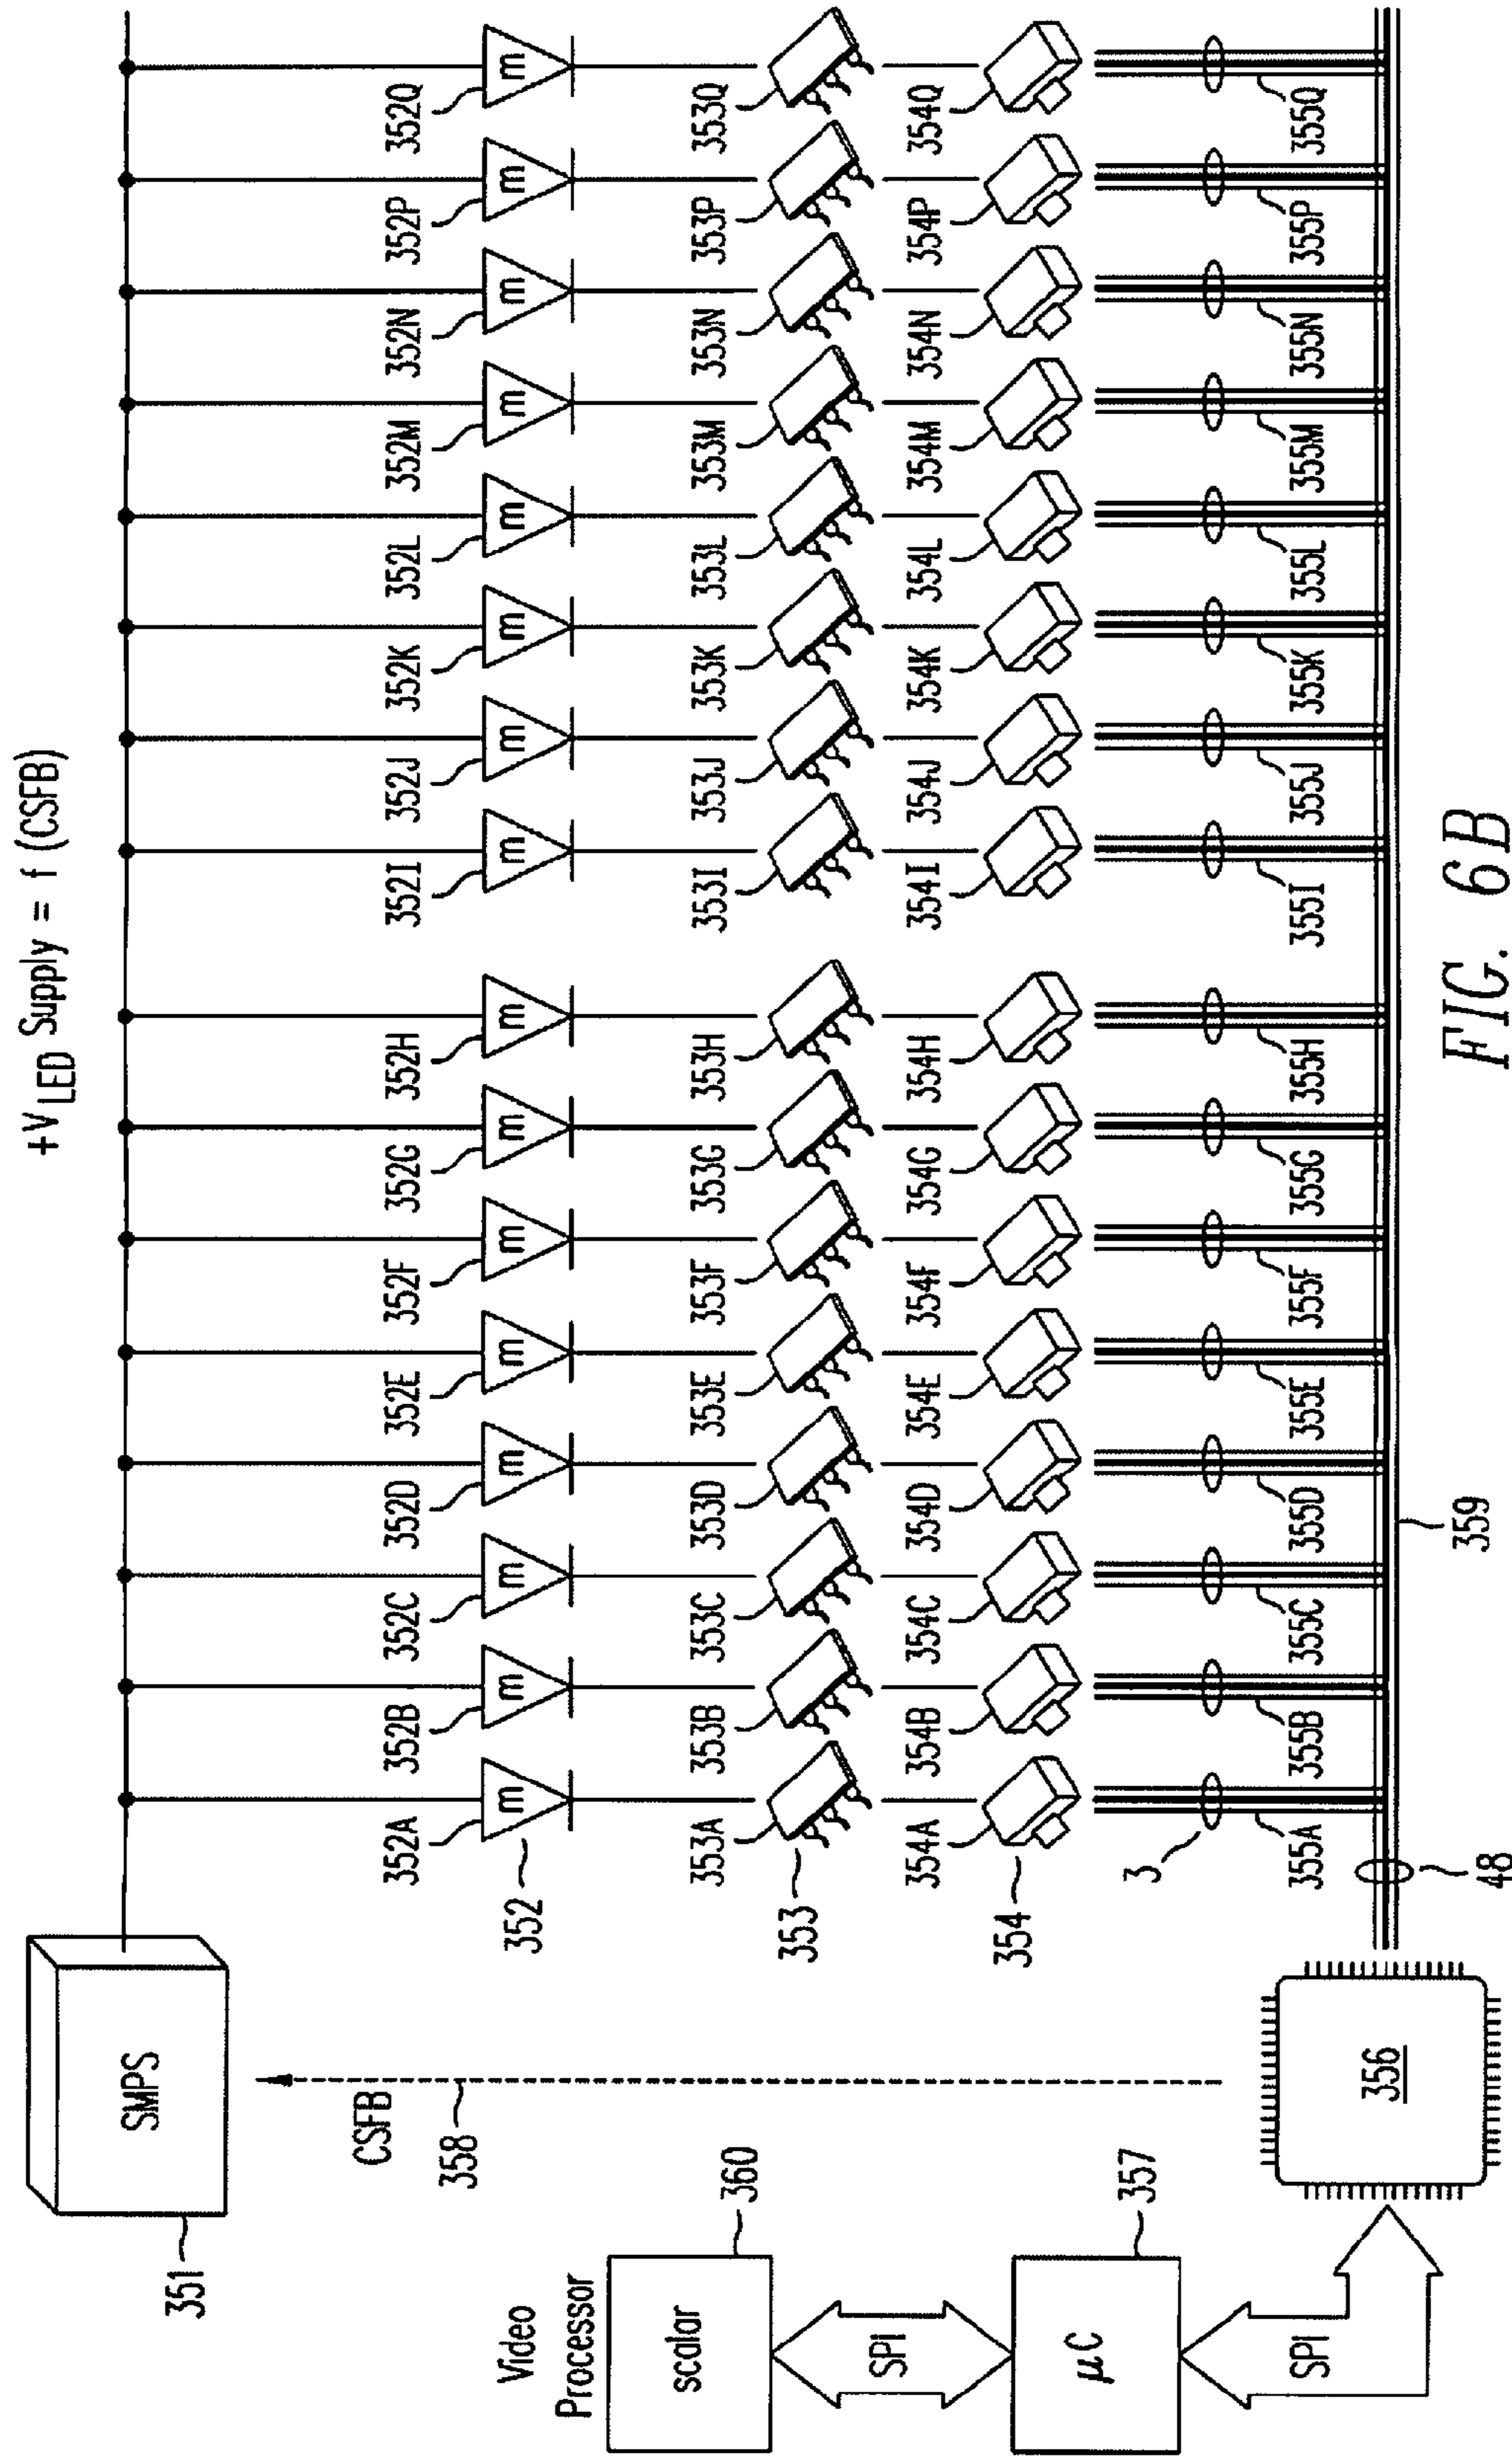 +VLED Supply = f (CSFB)
SMPS
351
352A 352B 352C 352D 352E 352F 352G 352H 352I 352J 352K 352L 352M 352N 352P 352Q
m m m m m m m m m m m m m m m m
352
353A 353B 353C 353D 353E 353F 353G 353H 353I 353J 353K 353L 353M 353N 353P 353Q
353
354A 354B 354C 354D 354E 354F 354G 354H 354I 354J 354K 354L 354M 354N 354P 354Q
354
3
355A 355B 355C 355D 355E 355F 355G 355H 355I 355J 355K 355L 355M 355N 355P 355Q
48
359
CSFB
358
Video
Processor
scalar
360
SPI
μC
357
SPI
356
FIG. 6B